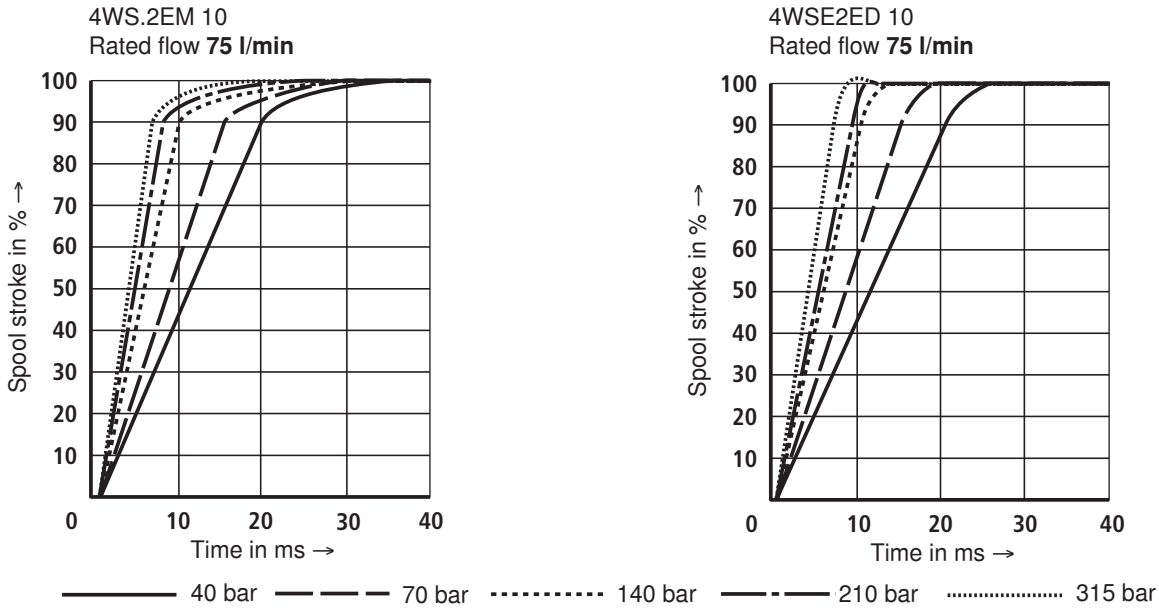 4WS.2EM 10
Rated flow 75 l/min
100
90
80
70
60
50
40
30
20
10
0
10
20
30
40
Spool stroke in % →
Time in ms →
4WSE2ED 10
Rated flow 75 l/min
100
90
80
70
60
50
40
30
20
10
0
10
20
30
40
Spool stroke in % →
Time in ms →
40 bar
70 bar
140 bar
210 bar
315 bar